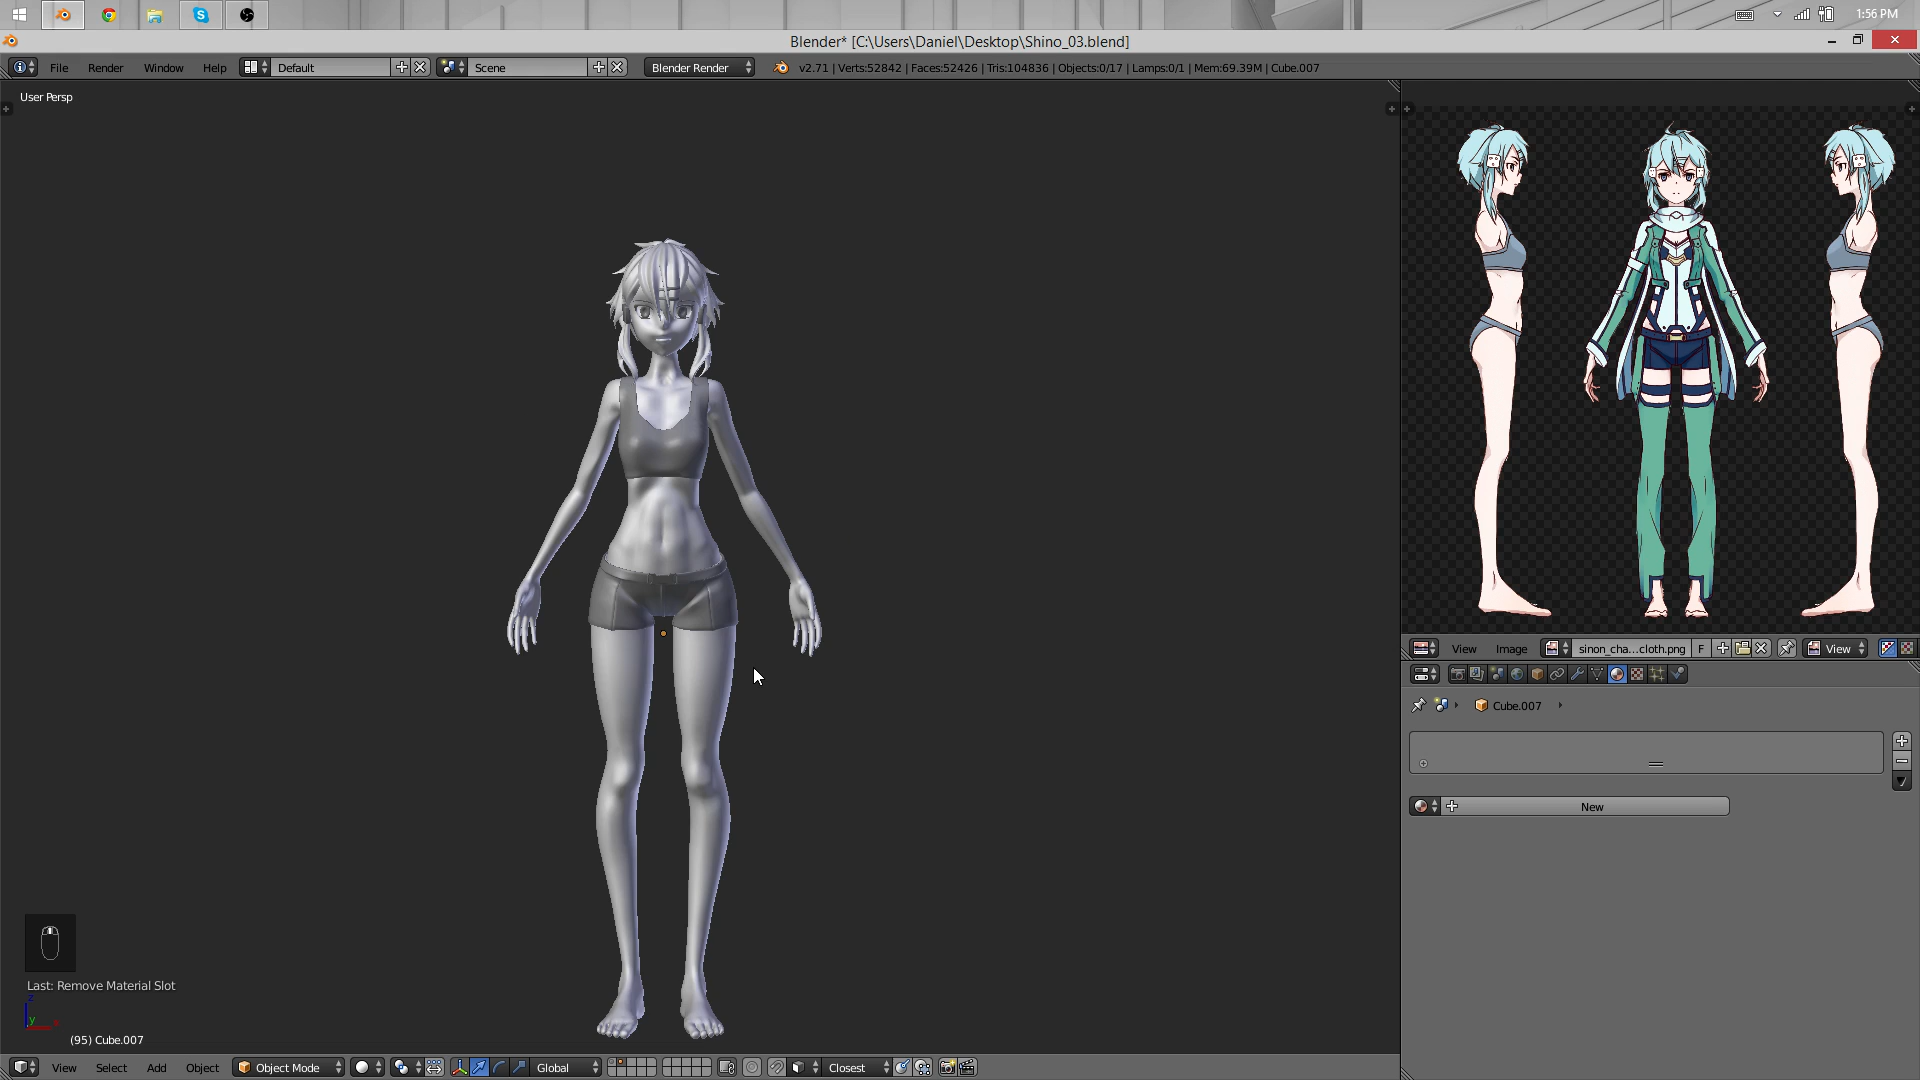 1:56 PM
Blender* [C:\Users\Daniel\Desktop\Shino_03.blend]
File Render Window Help Default Scene Blender Render v2.71 | Verts:52842 | Faces:52426 | Tris:104836 | Objects:0/17 | Lamps:0/1 | Mem:69.39M | Cube.007
User Persp
View Image sinon_cha...cloth.png F View
Cube.007
New
Last: Remove Material Slot
z
y
x
(95) Cube.007
View Select Add Object Object Mode Global Closest